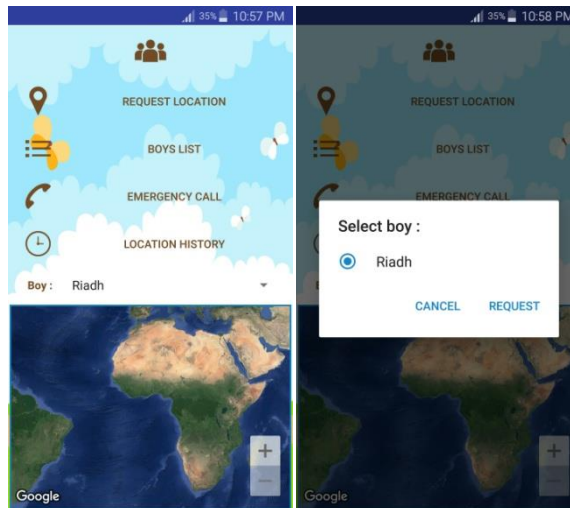 35% 10:57 PM
REQUEST LOCATION
BOYS LIST
EMERGENCY CALL
LOCATION HISTORY
Boy : Riadh
+
Google
35% 10:58 PM
REQUEST LOCATION
BOYS LIST
EMERGENCY CALL
Select boy :
Riadh
CANCEL REQUEST
+
Google